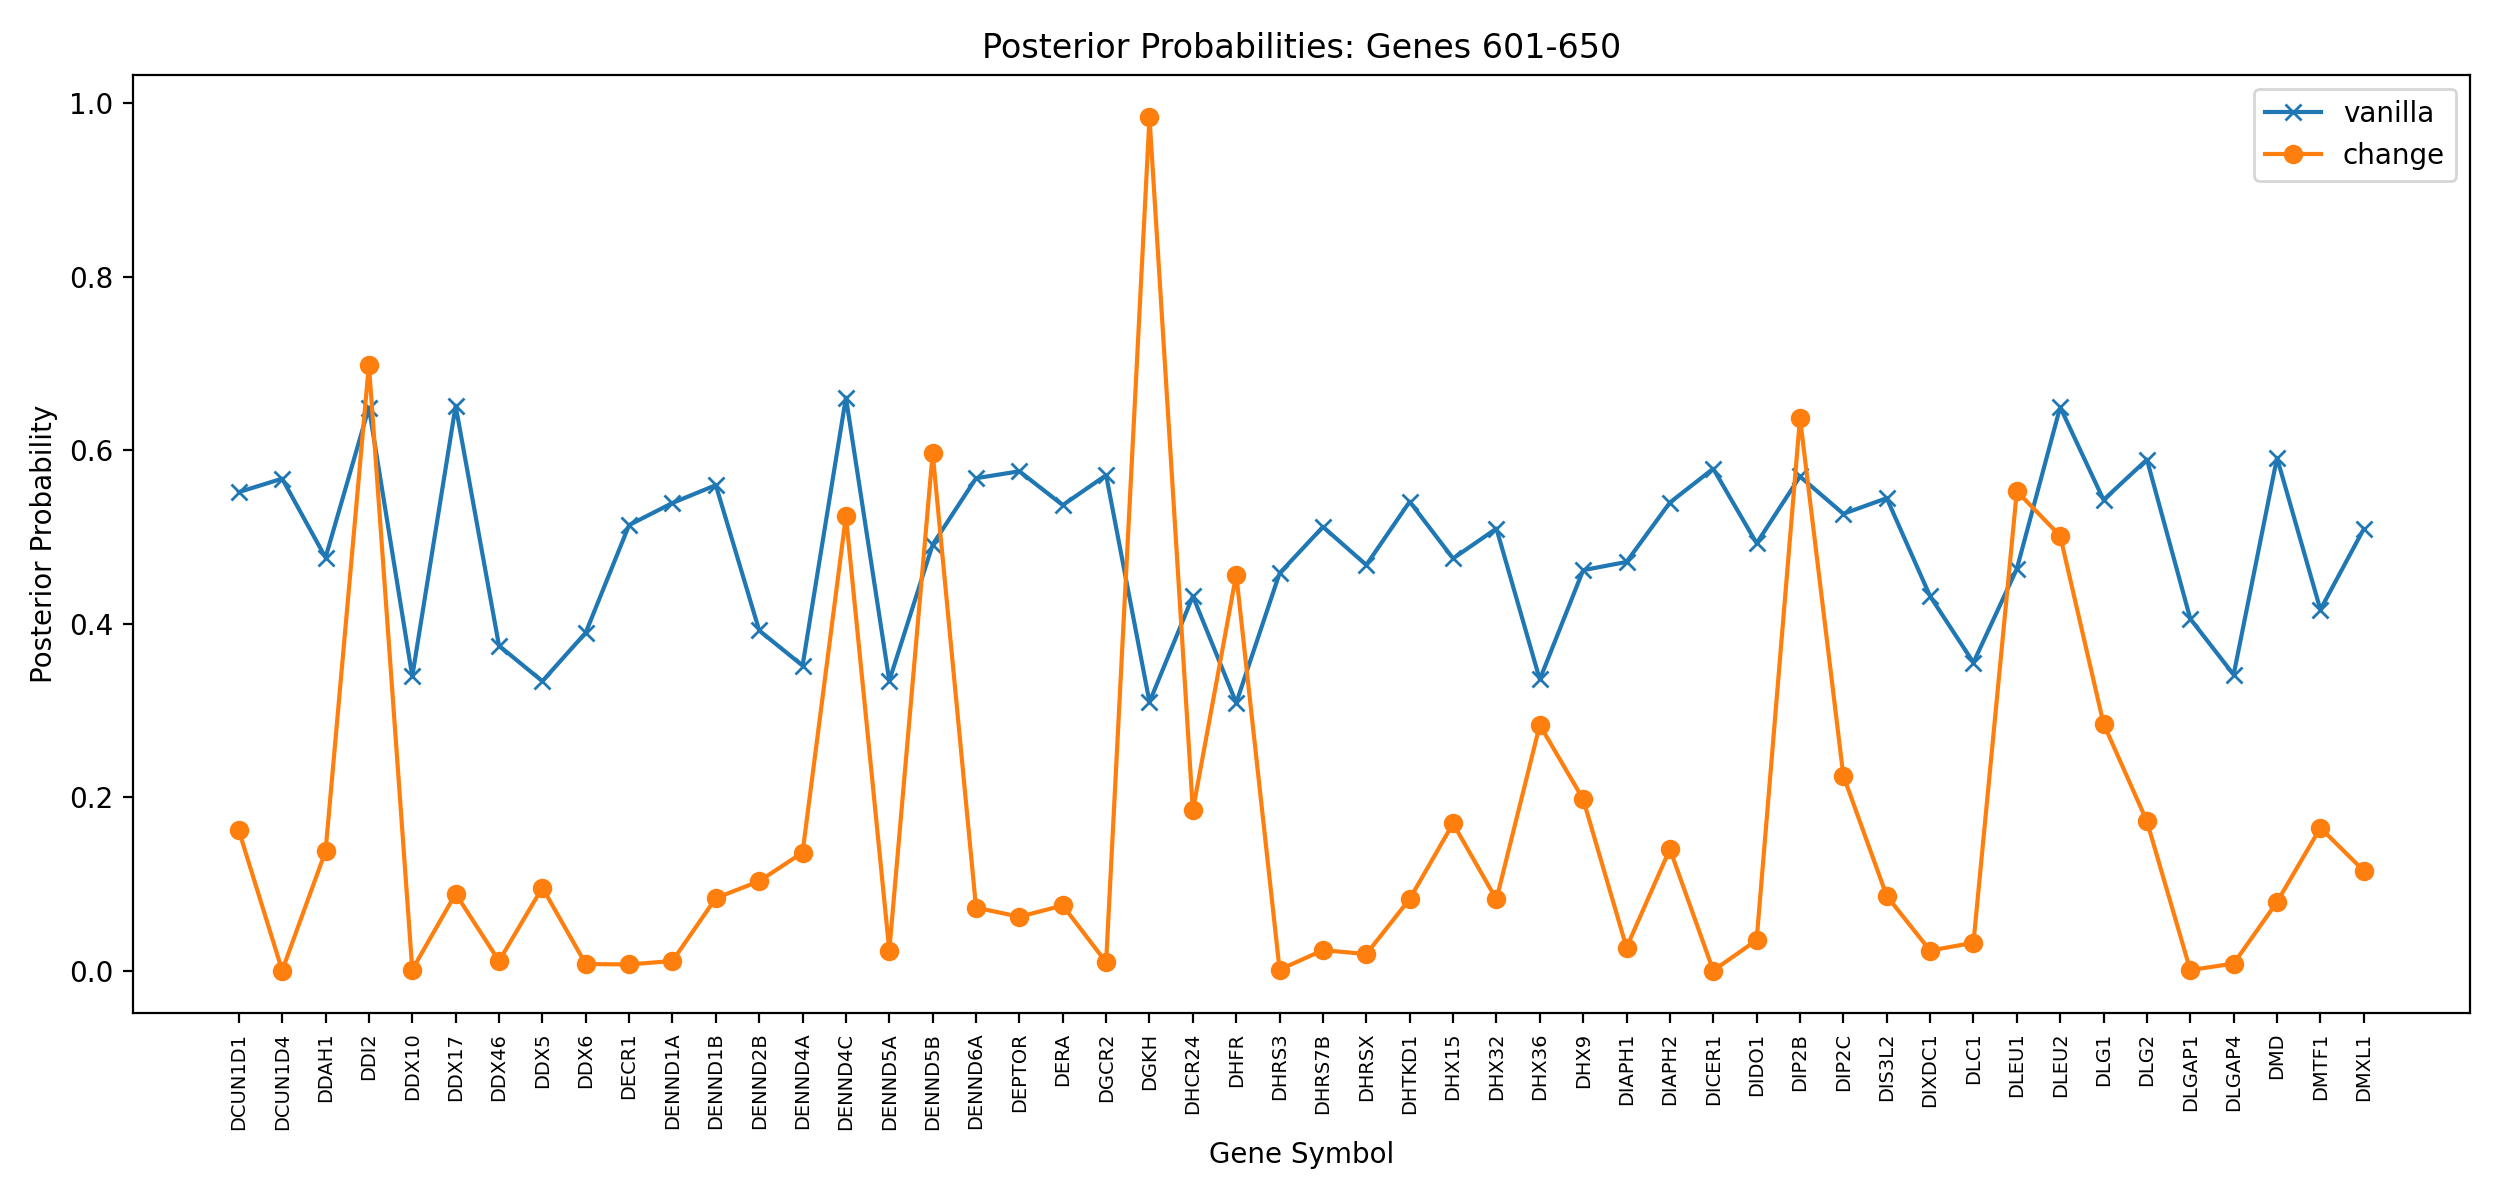 Posterior Probabilities: Genes 601-650
vanilla
change
Posterior Probability
1.0
0.8
0.6
0.4
0.2
0.0
DCUN1D1
DCUN1D4
DDAH1
DDI2
DDX10
DDX17
DDX46
DDX5
DDX6
DECR1
DENND1A
DENND1B
DENND2B
DENND4A
DENND4C
DENND5A
DENND5B
DENND6A
DEPTOR
DERA
DGCR2
DGKH
DHCR24
DHFR
DHRS3
DHRS7B
DHRSX
DHTKD1
DHX15
DHX32
DHX36
DHX9
DIAPH1
DIAPH2
DICER1
DIDO1
DIP2B
DIP2C
DIS3L2
DIXDC1
DLC1
DLEU1
DLEU2
DLG1
DLG2
DLGAP1
DLGAP4
DMD
DMTF1
DMXL1
Gene Symbol